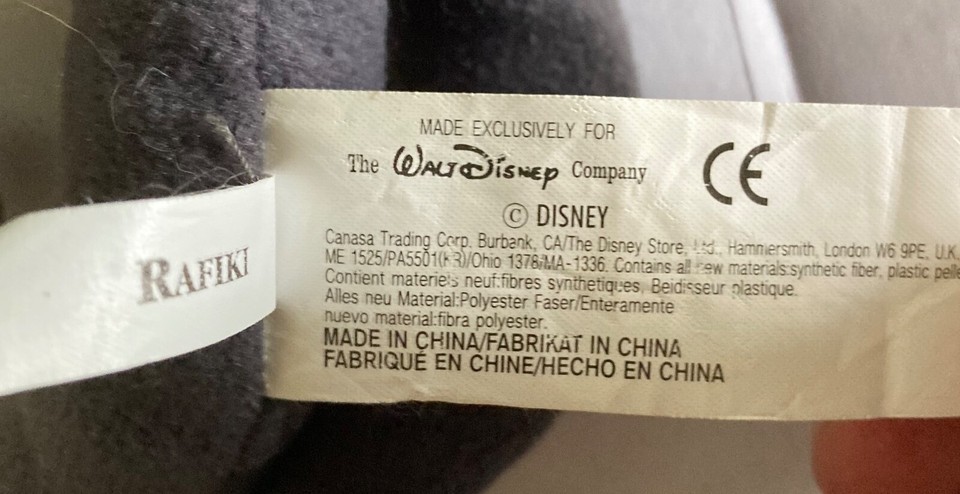 RAFIKI
MADE EXCLUSIVELY FOR
The WALT DISNEY Company
CE
© DISNEY
Canasa Trading Corp. Burbank, CA/The Disney Store, Ltd., Hammersmith, London W6 9PE, U.K.
ME 1525/PA5501( R)/Ohio 1378/MA-1336. Contains all new materials:synthetic fiber, plastic pelle
Contient materiels neuf:fibres synthetiques, Beidisseur plastique.
Alles neu Material:Polyester Faser/Enteramente
nuevo material:fibra polyester.
MADE IN CHINA/FABRIKAT IN CHINA
FABRIQUÉ EN CHINE/HECHO EN CHINA